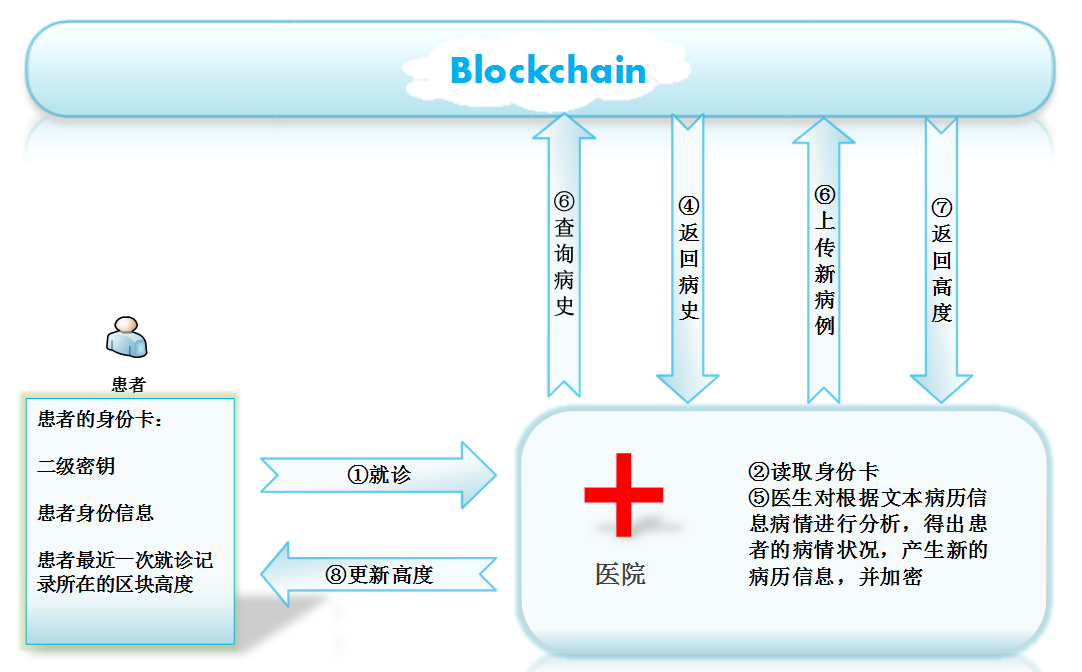 Blockchain
⑥查询病史
④返回病史
⑥上传新病例
⑦返回高度
患者
患者的身份卡：
二级密钥
患者身份信息
患者最近一次就诊记
录所在的区块高度
①就诊
⑧更新高度
医院
②读取身份卡
⑤医生对根据文本病历信
息病情进行分析，得出患
者的病情状况，产生新的
病历信息，并加密